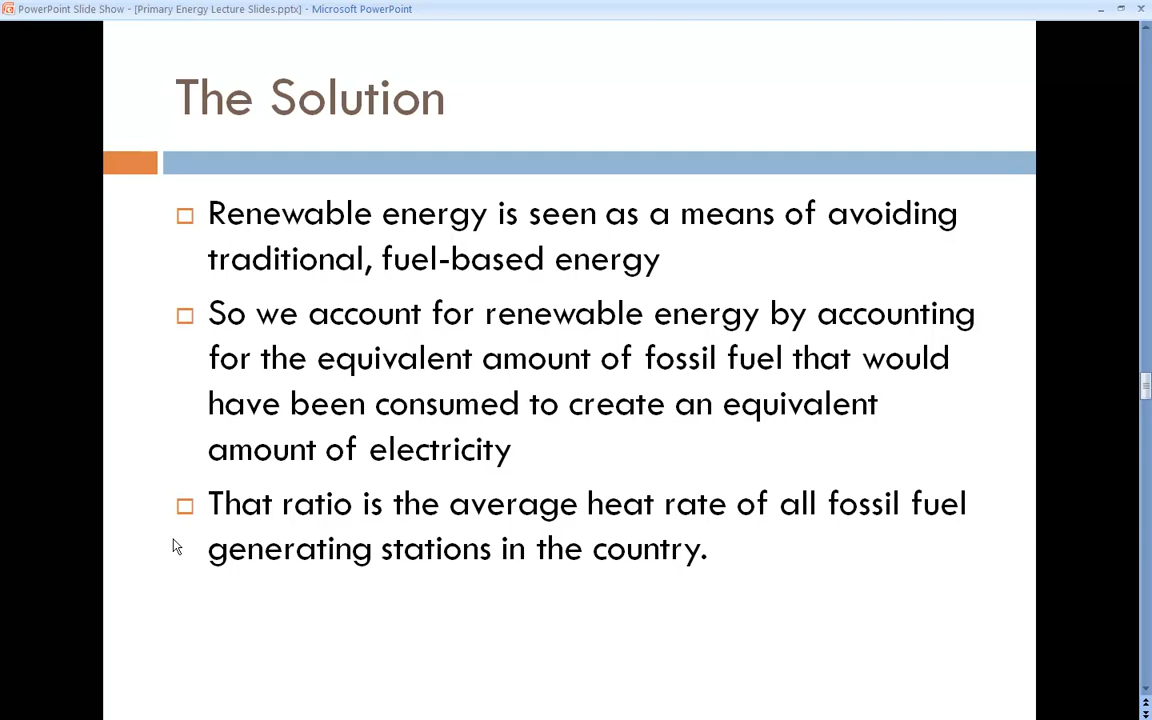 PowerPoint Slide Show - [Primary Energy Lecture Slides.pptx] - Microsoft PowerPoint
The Solution
Renewable energy is seen as a means of avoiding
traditional, fuel-based energy
So we account for renewable energy by accounting
for the equivalent amount of fossil fuel that would
have been consumed to create an equivalent
amount of electricity
That ratio is the average heat rate of all fossil fuel
generating stations in the country.